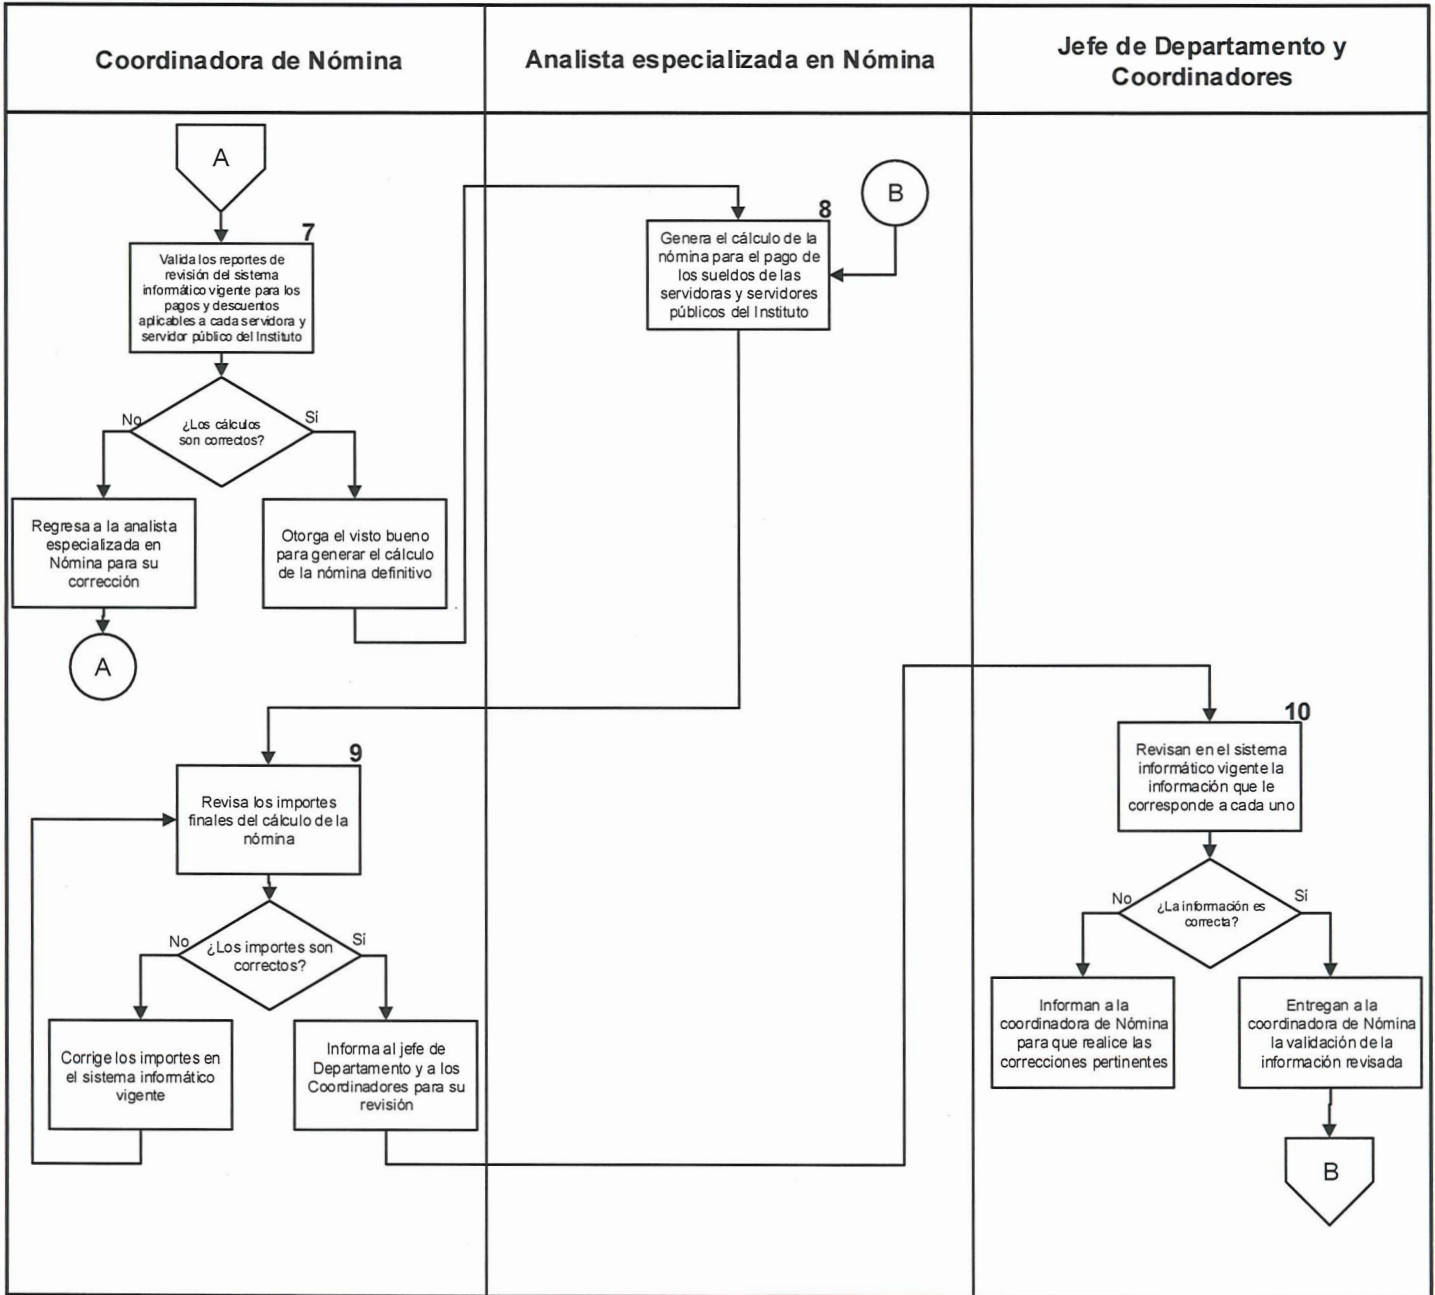 Coordinadora de Nómina
Analista especializada en Nómina
Jefe de Departamento y
Coordinadores
A
7
Valida los reportes de
revisión del sistema
informático vigente para los
pagos y descuentos
aplicables a cada servidora y
servidor público del Instituto
¿Los cálculos
son correctos?
No
Sí
Regresa a la analista
especializada en
Nómina para su
corrección
Otorga el visto bueno
para generar el cálculo
de la nómina definitivo
A
B
8
Genera el cálculo de la
nómina para el pago de
los sueldos de las
servidoras y servidores
públicos del Instituto
9
Revisa los importes
finales del cálculo de la
nómina
¿Los importes son
correctos?
No
Sí
Corrige los importes en
el sistema informático
vigente
Informa al jefe de
Departamento y a los
Coordinadores para su
revisión
10
Revisan en el sistema
informático vigente la
información que le
corresponde a cada uno
¿La información es
correcta?
No
Sí
Informan a la
coordinadora de Nómina
para que realice las
correcciones pertinentes
Entregan a la
coordinadora de Nómina
la validación de la
información revisada
B